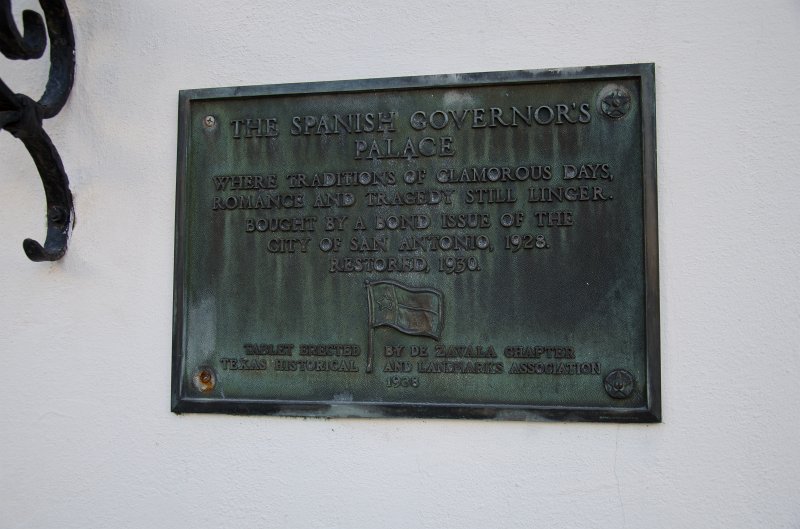 THE SPANISH GOVERNOR'S
PALACE
WHERE TRADITIONS OF GLAMOROUS DAYS,
ROMANCE AND TRAGEDY STILL LINGER.
BOUGHT BY A BOND ISSUE OF THE
CITY OF SAN ANTONIO, 1928.
RESTORED, 1930.
TABLET ERECTED BY DE ZAVALA CHAPTER
TEXAS HISTORICAL AND LANDMARKS ASSOCIATION